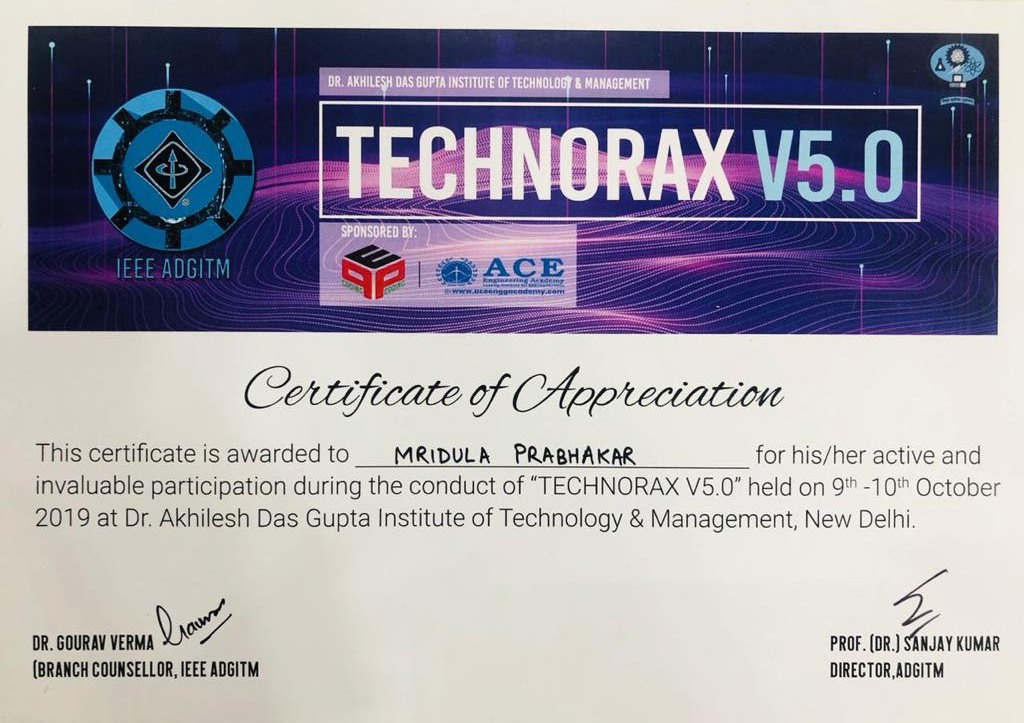 DR. AKHILESH DAS GUPTA INSTITUTE OF TECHNOLOGY & MANAGEMENT
TECHNORAX V5.0
IEEE ADGITM
SPONSORED BY:
ACE
Engineering Academy
www.aceenggacademy.com
Certificate of Appreciation
This certificate is awarded to MRIDULA PRABHAKAR for his/her active and
invaluable participation during the conduct of “TECHNORAX V5.0” held on 9th -10th October
2019 at Dr. Akhilesh Das Gupta Institute of Technology & Management, New Delhi.
DR. GOURAV VERMA
(BRANCH COUNSELLOR, IEEE ADGITM
PROF. (DR.) SANJAY KUMAR
DIRECTOR,ADGITM